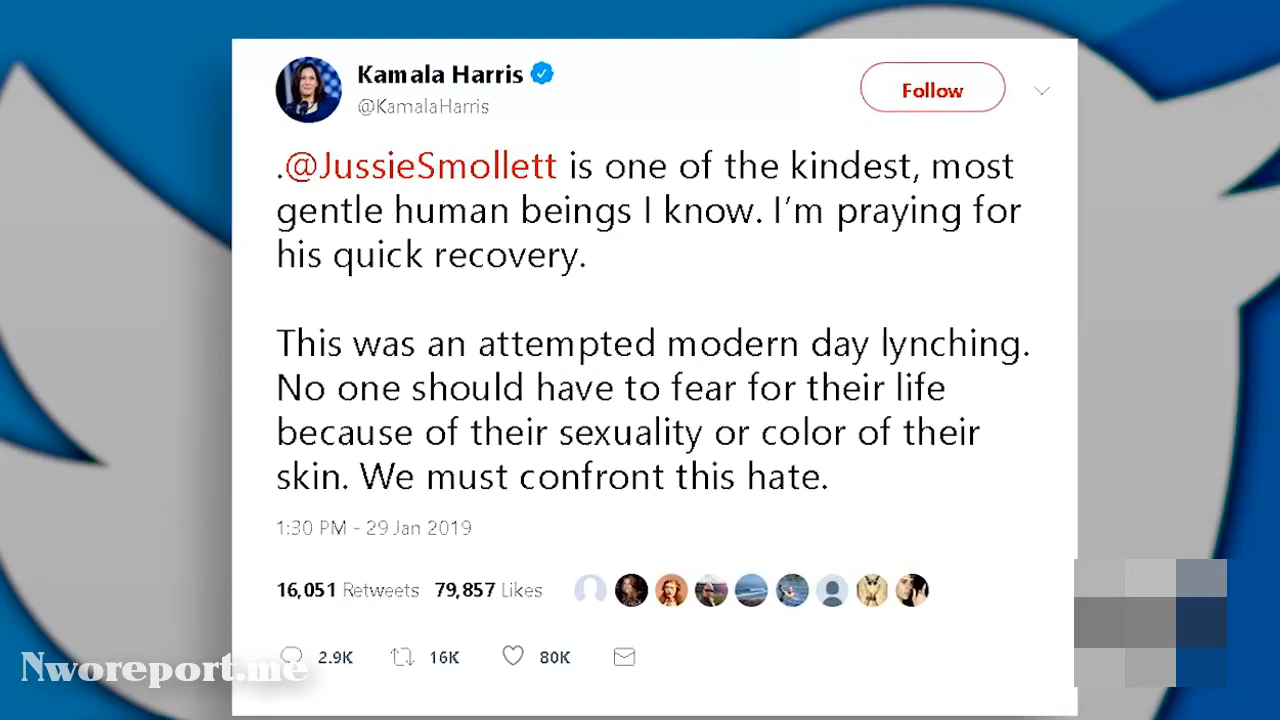 Kamala Harris
@KamalaHarris
Follow
.@JussieSmollett is one of the kindest, most
gentle human beings I know. I’m praying for
his quick recovery.
This was an attempted modern day lynching.
No one should have to fear for their life
because of their sexuality or color of their
skin. We must confront this hate.
1:30 PM - 29 Jan 2019
16,051 Retweets 79,857 Likes
2.9K 16K 80K
Nworeport.me